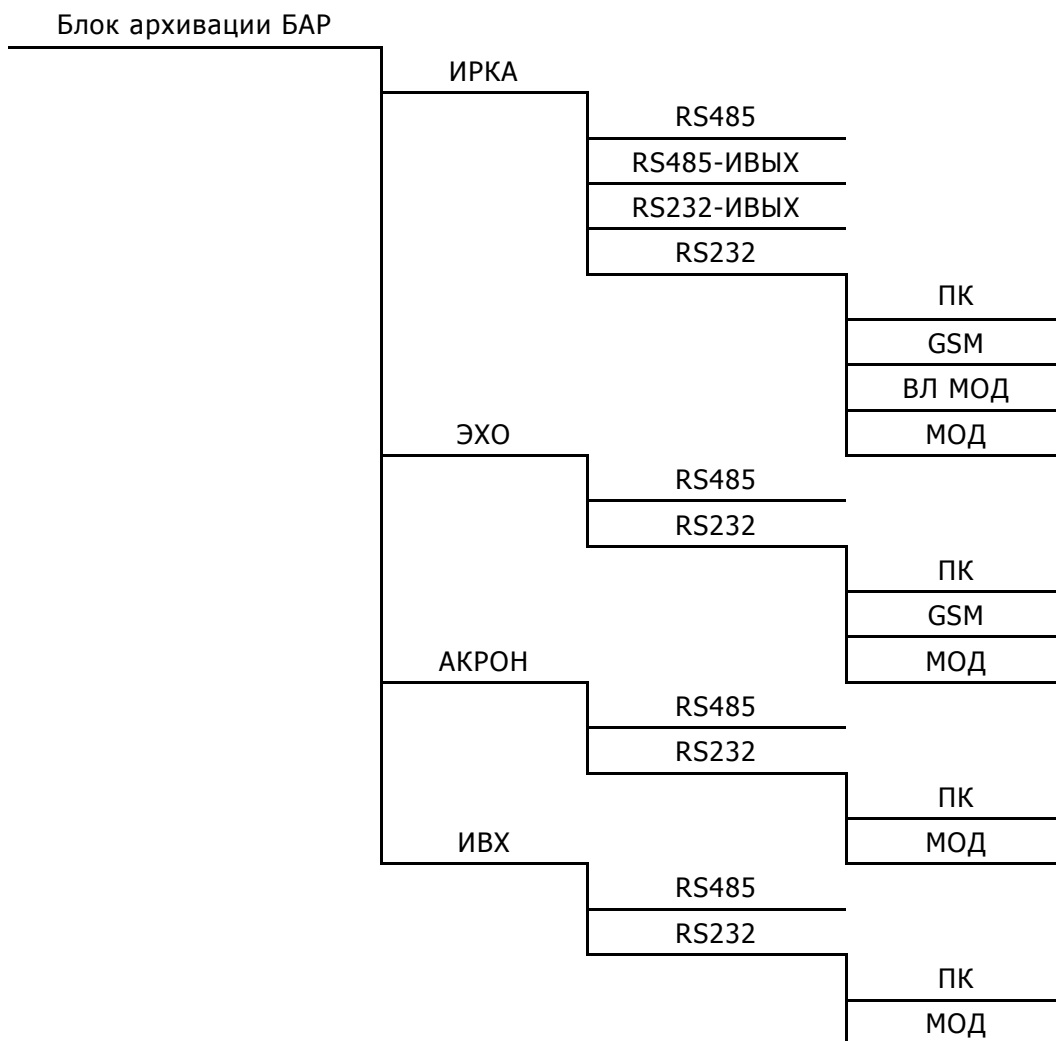 Блок архивации БАР
ИРКА
RS485
RS485-ИВЫХ
RS232-ИВЫХ
RS232
ПК
GSM
ВЛ МОД
МОД
ЭХО
RS485
RS232
ПК
GSM
МОД
АКРОН
RS485
RS232
ПК
МОД
ИВХ
RS485
RS232
ПК
МОД